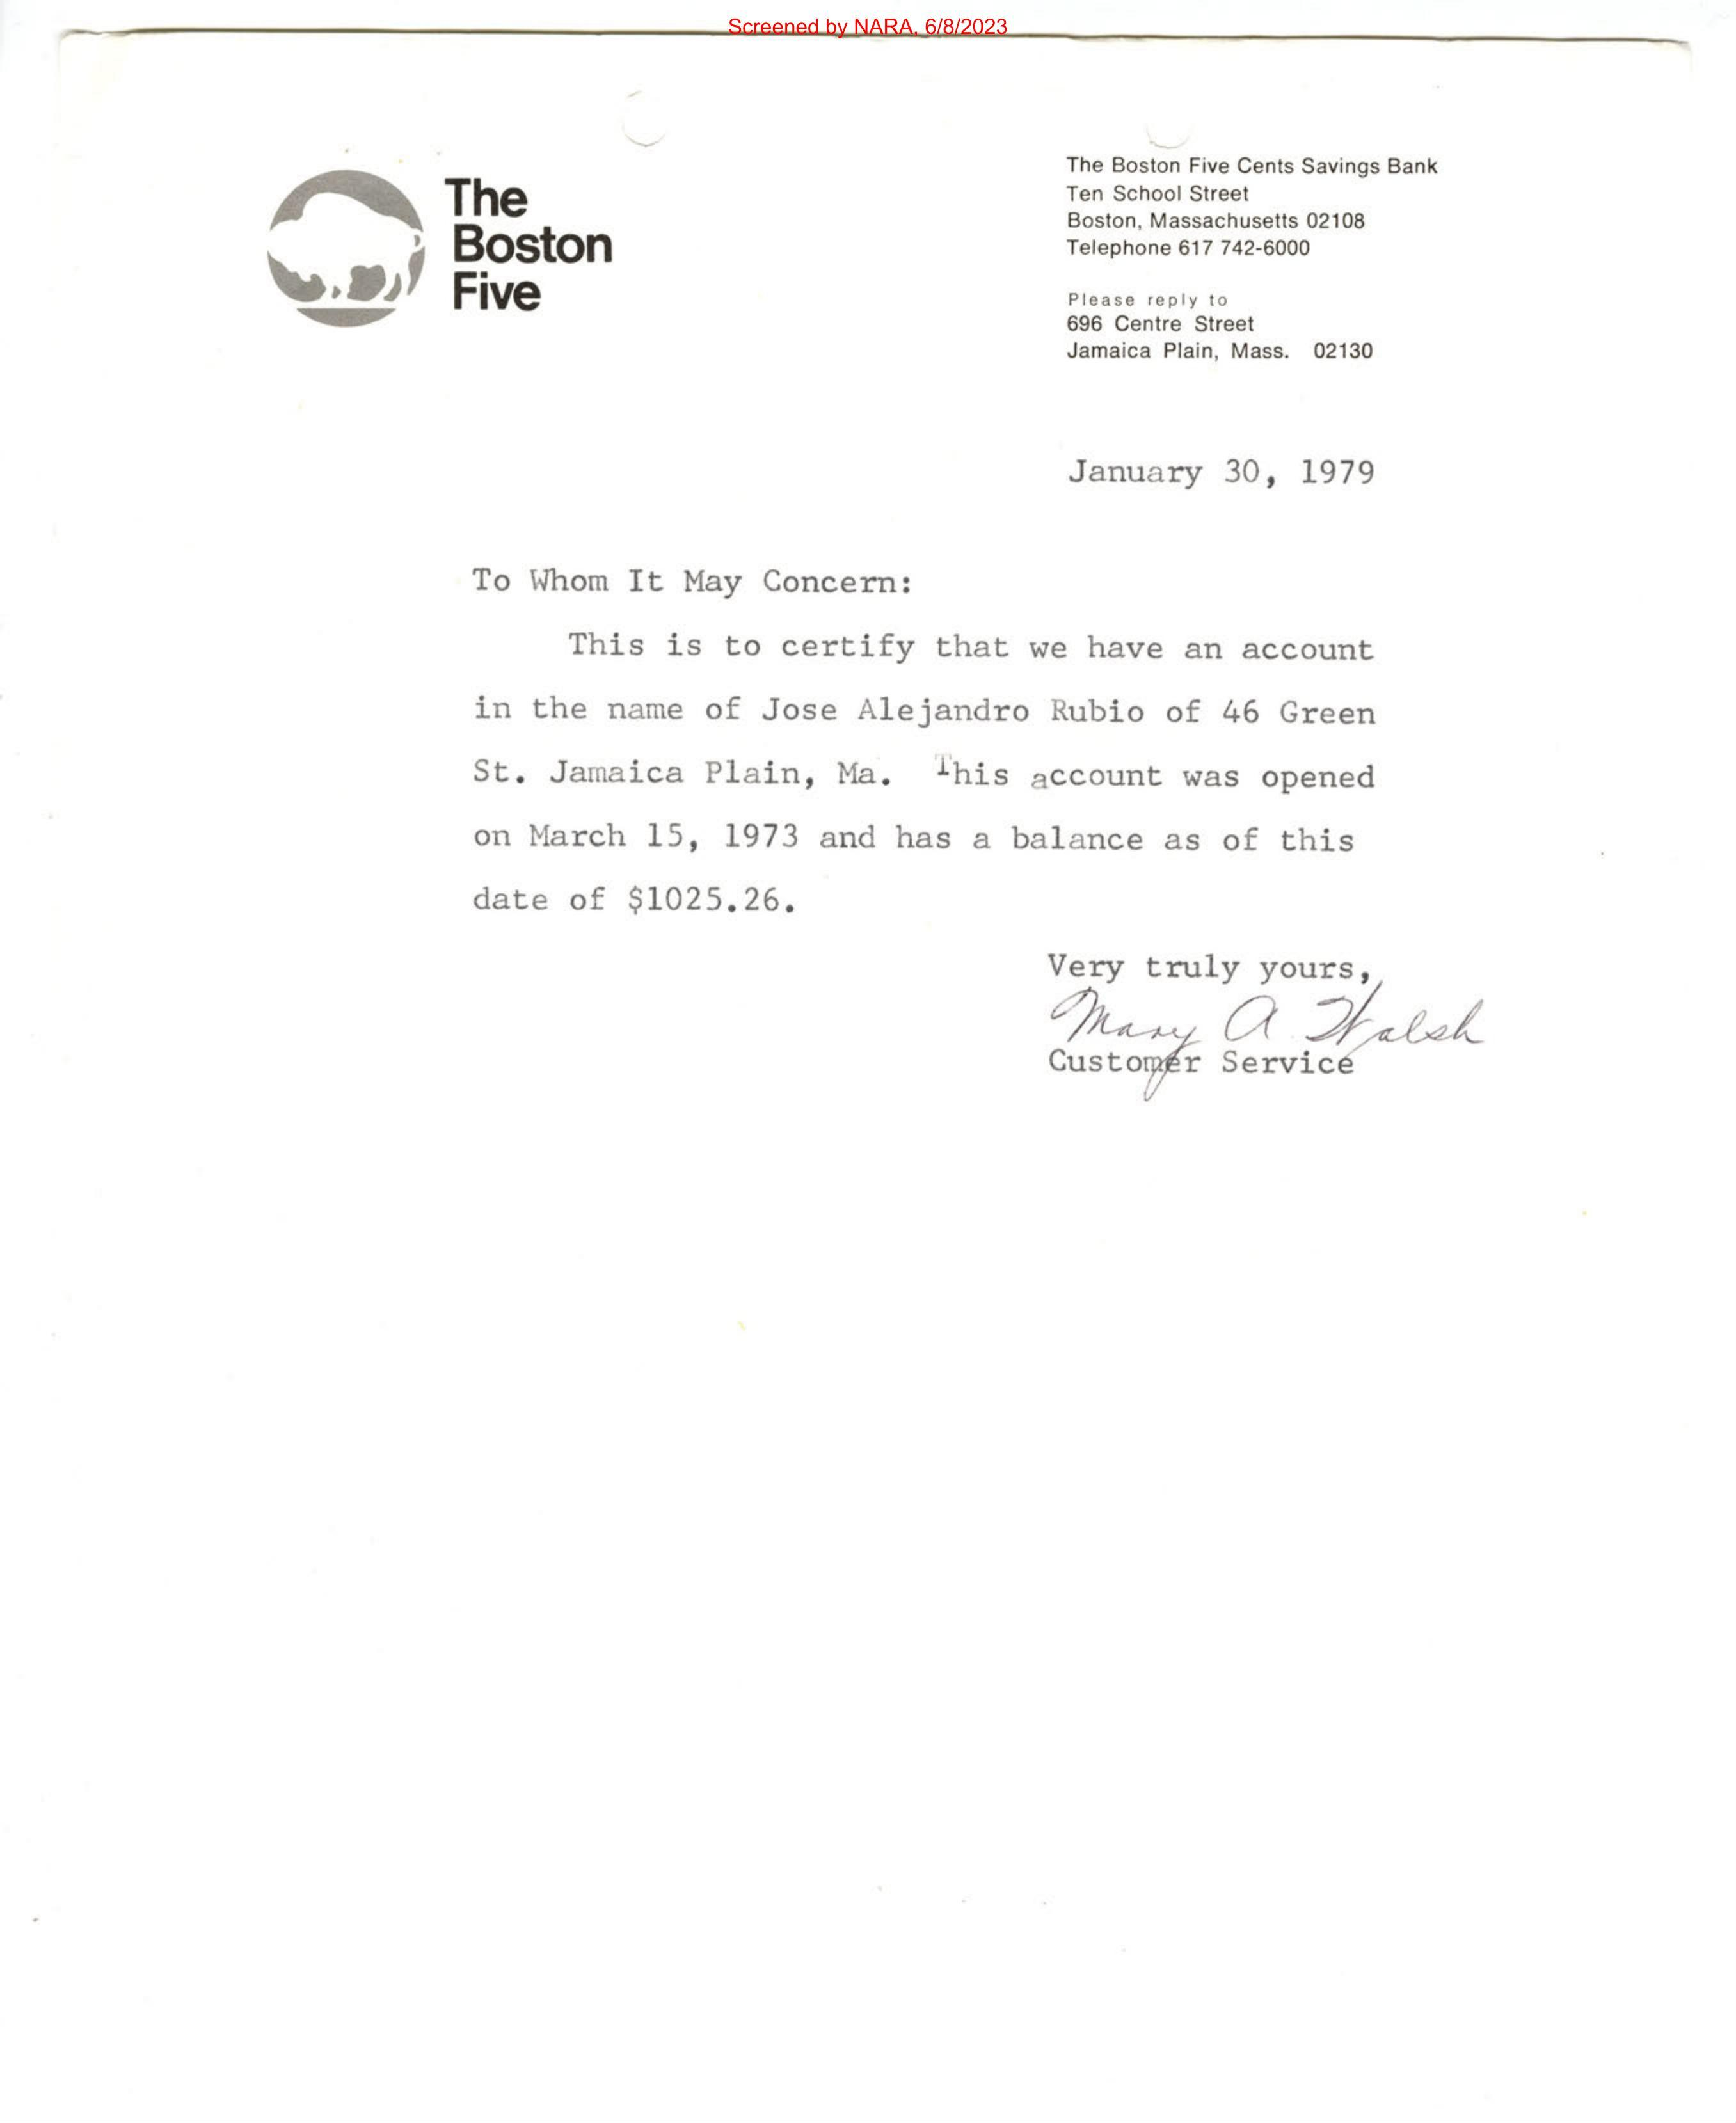 Screened by NARA, 6/8/2023
The
Boston
Five
The Boston Five Cents Savings Bank
Ten School Street
Boston, Massachusetts 02108
Telephone 617 742-6000
Please reply to
696 Centre Street
Jamaica Plain, Mass. 02130
January 30, 1979
To Whom It May Concern:
This is to certify that we have an account
in the name of Jose Alejandro Rubio of 46 Green
St. Jamaica Plain, Ma. This account was opened
on March 15, 1973 and has a balance as of this
date of $1025.26.
Very truly yours,
Mary A. Walsh
Customer Service